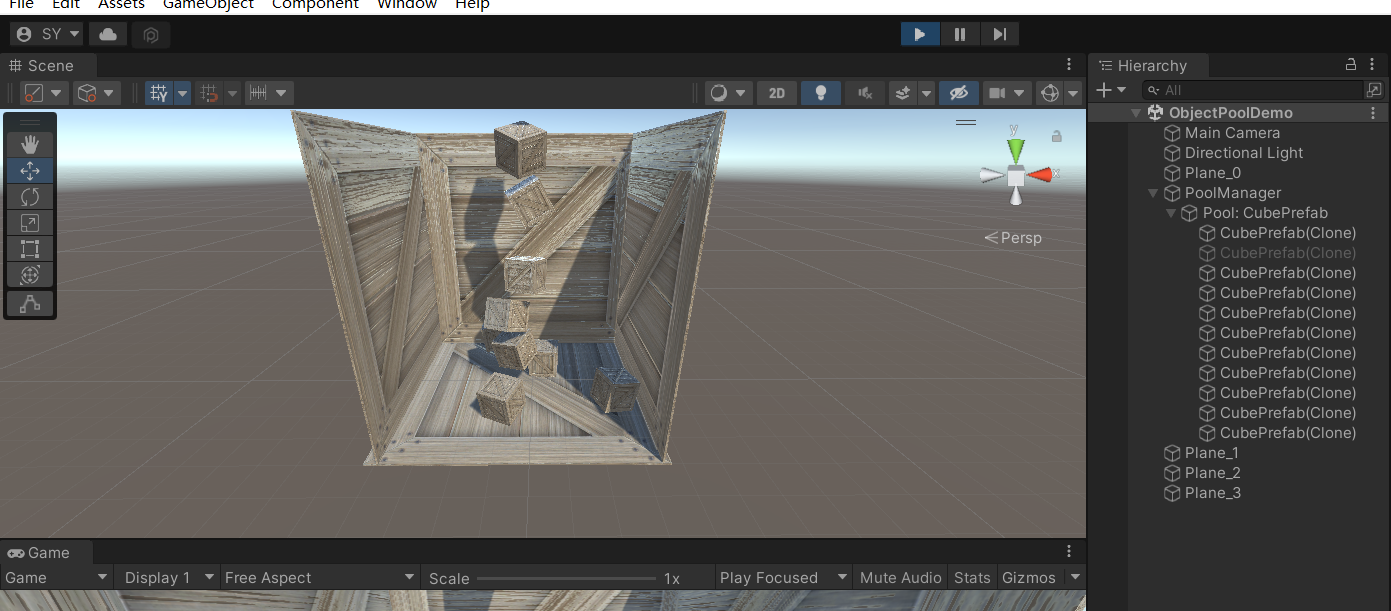 File Edit Assets GameObject Component Window Help
SY
Scene
Hierarchy
2D
All
ObjectPoolDemo
Main Camera
Directional Light
Plane_0
PoolManager
Pool: CubePrefab
CubePrefab(Clone)
CubePrefab(Clone)
CubePrefab(Clone)
CubePrefab(Clone)
CubePrefab(Clone)
CubePrefab(Clone)
CubePrefab(Clone)
CubePrefab(Clone)
CubePrefab(Clone)
CubePrefab(Clone)
CubePrefab(Clone)
Plane_1
Plane_2
Plane_3
y
x
Persp
Game
Game Display 1 Free Aspect Scale 1x Play Focused Mute Audio Stats Gizmos